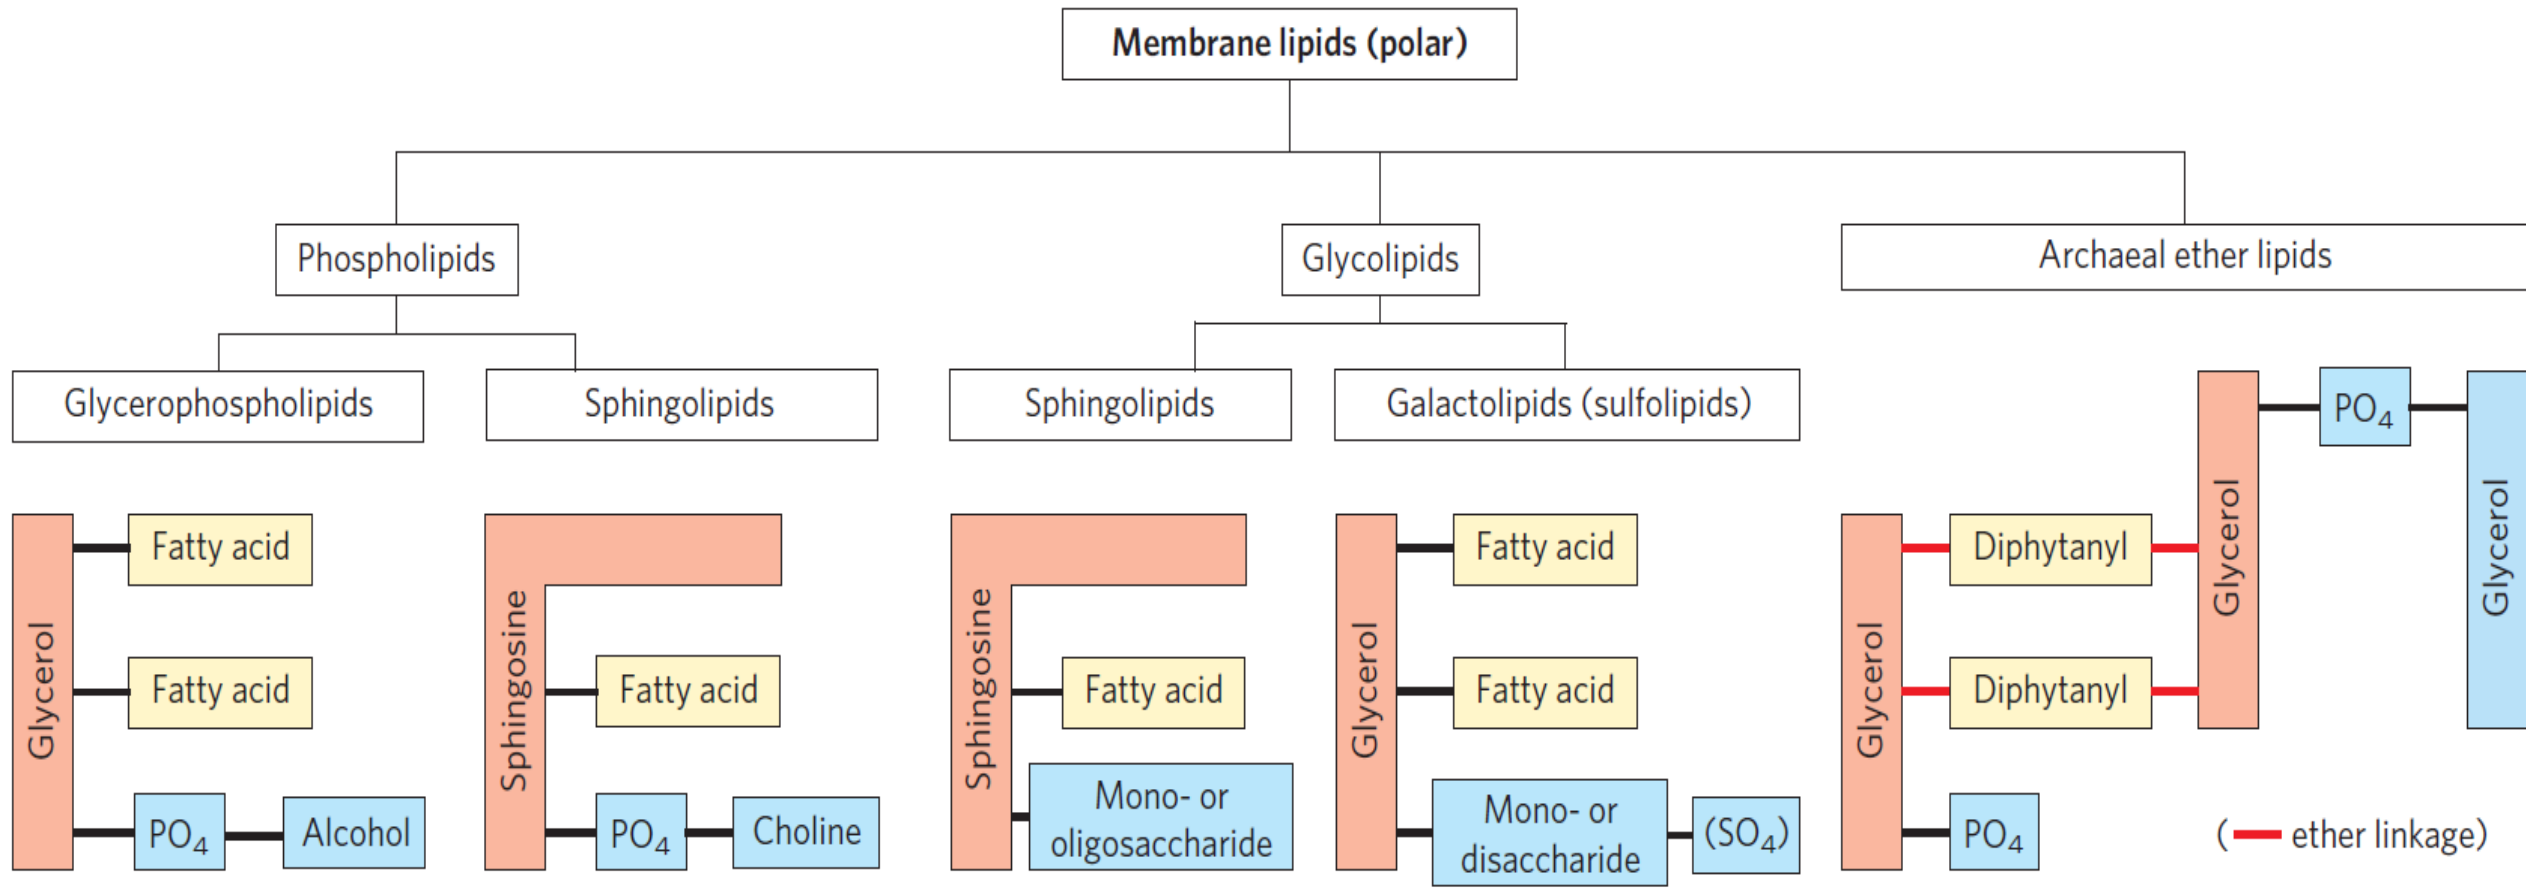 Membrane lipids (polar)
Phospholipids
Glycolipids
Archaeal ether lipids
Glycerophospholipids
Sphingolipids
Sphingolipids
Galactolipids (sulfolipids)
Glycerol
Fatty acid
Fatty acid
PO4
Alcohol
Sphingosine
Fatty acid
PO4
Choline
Sphingosine
Fatty acid
Mono- or
oligosaccharide
Glycerol
Fatty acid
Fatty acid
Mono- or
disaccharide
(SO4)
Glycerol
Diphytanyl
Diphytanyl
PO4
Glycerol
PO4
Glycerol
( ether linkage)